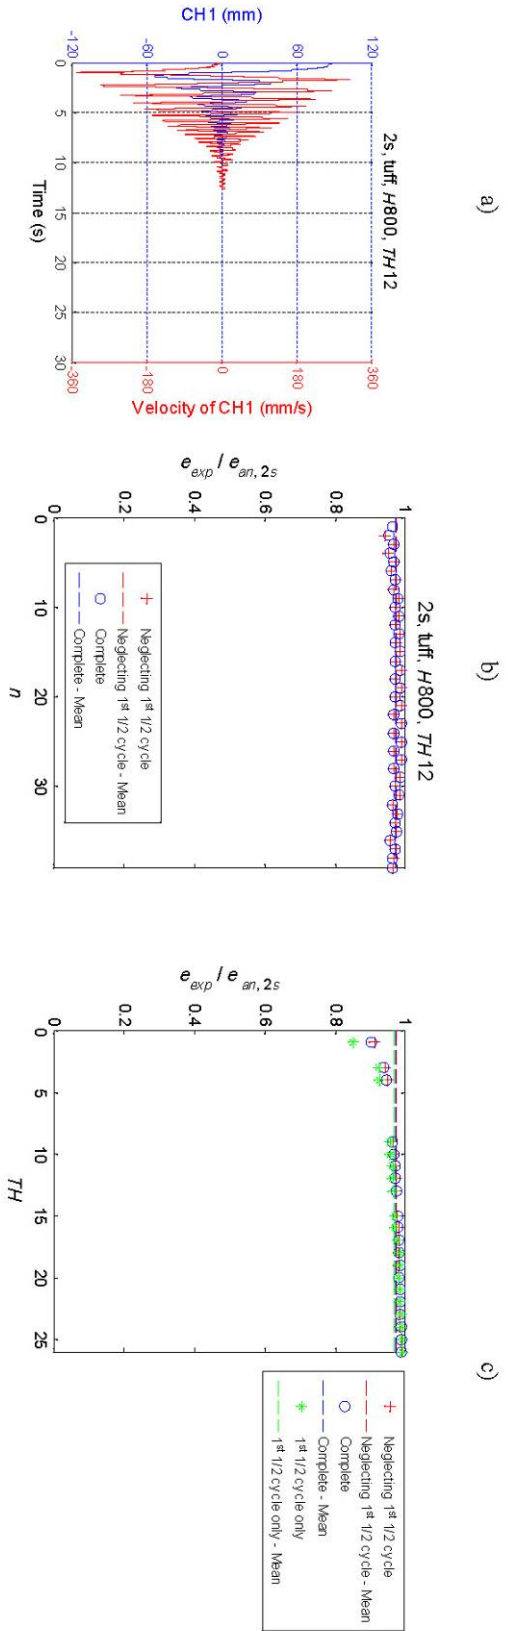 a)
2s, tuff, H800, TH12
CH1 (mm)
-120
-60
0
60
120
0
5
10
15
20
25
30
Time (s)
-360
-180
0
180
360
Velocity of CH1 (mm/s)
b)
2s, tuff, H800, TH12
e_exp / e_an, 2s
0
0.2
0.4
0.6
0.8
1
0
10
20
30
n
Neglecting 1st 1/2 cycle
Neglecting 1st 1/2 cycle - Mean
Complete
Complete - Mean
c)
e_exp / e_an, 2s
0
0.2
0.4
0.6
0.8
1
0
5
10
15
20
25
TH
Neglecting 1st 1/2 cycle
Neglecting 1st 1/2 cycle - Mean
Complete
Complete - Mean
1st 1/2 cycle only
1st 1/2 cycle only - Mean